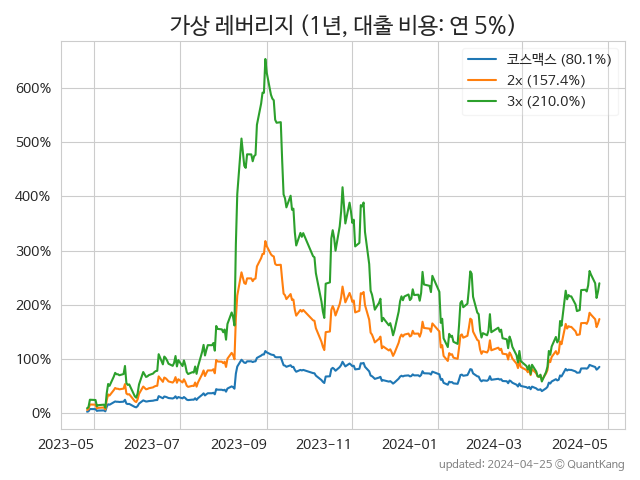 가상 레버리지 (1년, 대출 비용: 연 5%)
코스맥스 (80.1%)
2x (157.4%)
3x (210.0%)
600%
500%
400%
300%
200%
100%
0%
2023-05 2023-07 2023-09 2023-11 2024-01 2024-03 2024-05
updated: 2024-04-25 © QuantKang